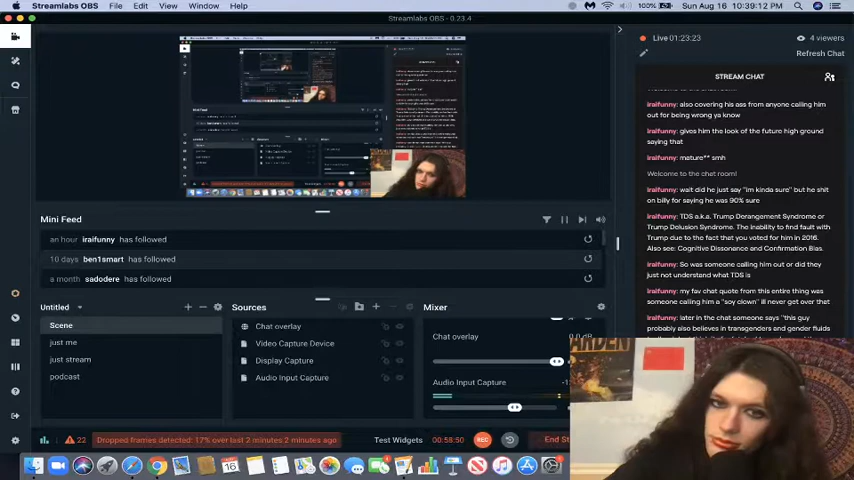 Streamlabs OBS File Edit View Window Help
100% Sun Aug 16 10:39:12 PM
Streamlabs OBS - 0.23.4
Live 01:23:23
4 viewers
Refresh Chat
STREAM CHAT
iraifunny: also covering his ass from anyone calling him
out for being wrong ya know
iraifunny: gives him the look of the future high ground
saying that
iraifunny: mature** smh
Welcome to the chat room!
iraifunny: wait did he just say "im kinda sure" but he shit
on billy for saying he was 90% sure
iraifunny: TDS a.k.a. Trump Derangement Syndrome or
Trump Delusion Syndrome. The inability to find fault with
Trump due to the fact that you voted for him in 2016.
Also see: Cognitive Dissonance and Confirmation Bias.
iraifunny: So was someone calling him out or did they
just not understand what TDS is
iraifunny: my fav chat quote from this entire thing was
someone calling him a "soy clown" ill never get over that
iraifunny: later in the chat someone says "this guy
probably also believes in transgenders and gender fluids
Mini Feed
an hour iraifunny has followed
10 days ben1smart has followed
a month sadodere has followed
Untitled
Scene
just me
just stream
podcast
Sources
Chat overlay
Video Capture Device
Display Capture
Audio Input Capture
Mixer
Chat overlay 0.0 dB
Audio Input Capture
22
Dropped frames detected: 17% over last 2 minutes 2 minutes ago
Test Widgets
00:58:50
REC
End St
ARDEN